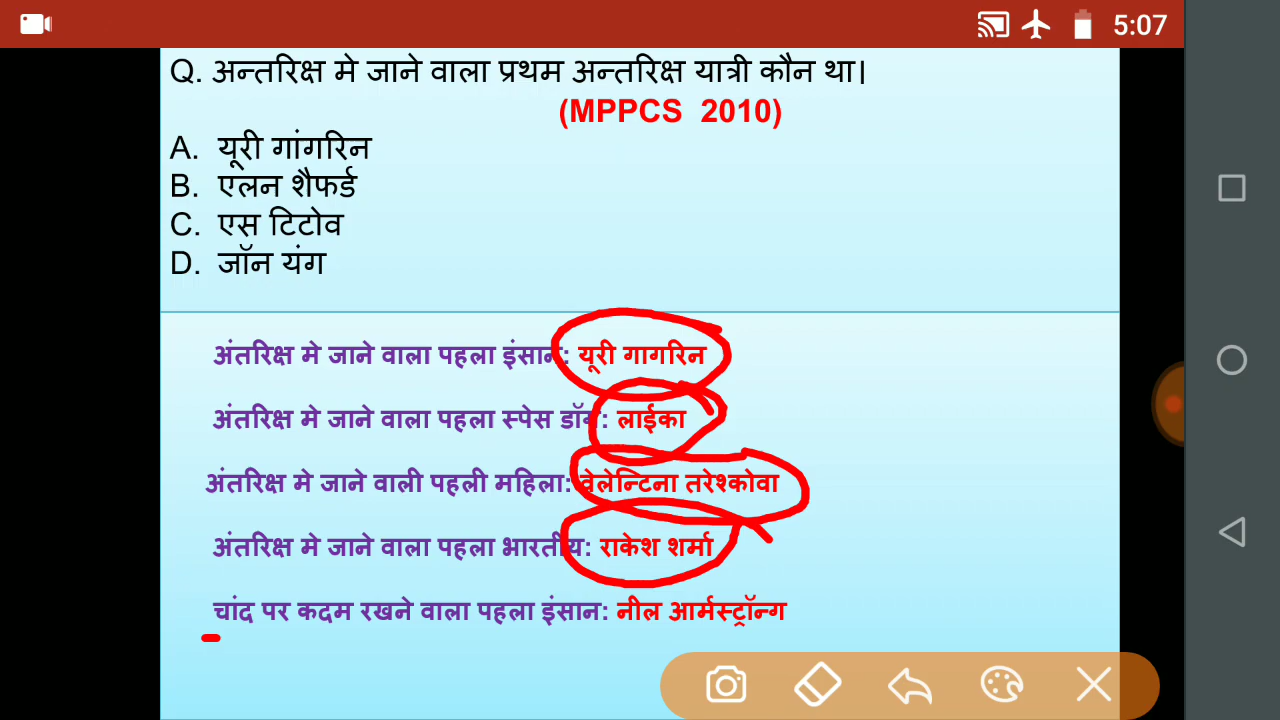 5:07
Q. अन्तरिक्ष मे जाने वाला प्रथम अन्तरिक्ष यात्री कौन था।
(MPPCS 2010)
A. यूरी गांगरिन
B. एलन शैफर्ड
C. एस टिटोव
D. जॉन यंग
अंतरिक्ष मे जाने वाला पहला इंसान: यूरी गागरिन
अंतरिक्ष मे जाने वाला पहला स्पेस डॉग: लाईका
अंतरिक्ष मे जाने वाली पहली महिला: वेलेन्टिना तरेश्कोवा
अंतरिक्ष मे जाने वाला पहला भारतीय: राकेश शर्मा
चांद पर कदम रखने वाला पहला इंसान: नील आर्मस्ट्रॉन्ग